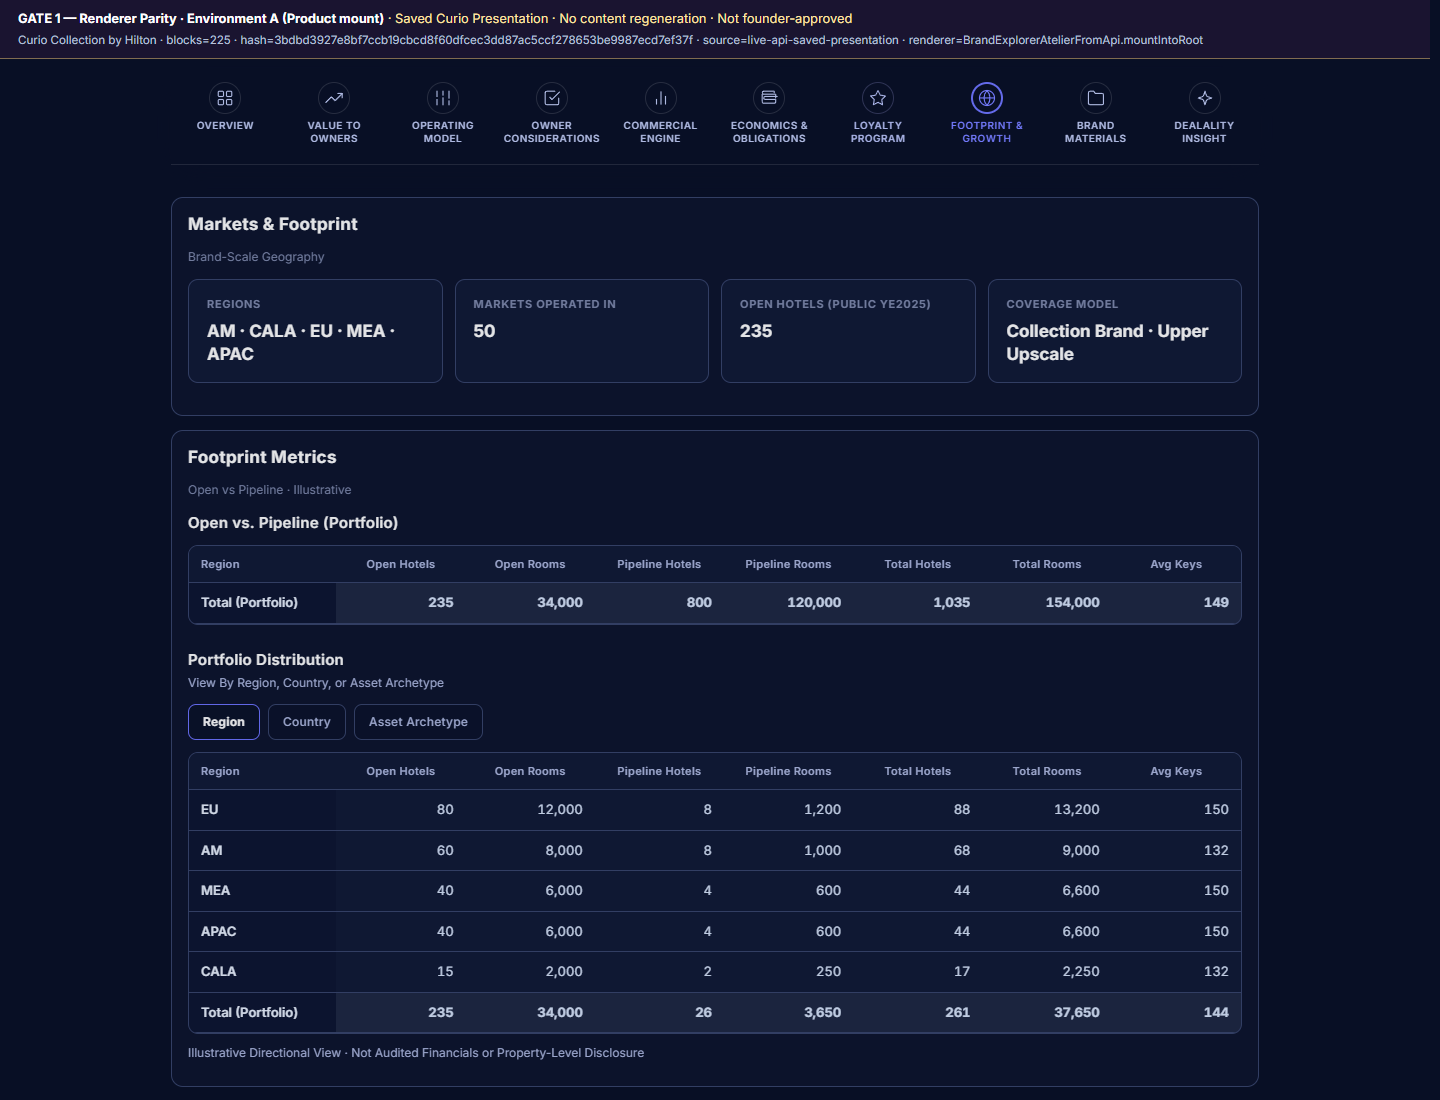 GATE 1 — Renderer Parity · Environment A (Product mount) · Saved Curio Presentation · No content regeneration · Not founder-approved
Curio Collection by Hilton · blocks=225 · hash=3bdbd3927e8bf7ccb19cbcd8f60dfcec3dd87ac5ccf278653be9987ecd7ef37f · source=live-api-saved-presentation · renderer=BrandExplorerAtelierFromApi.mountIntoRoot
OVERVIEW
VALUE TO
OWNERS
OPERATING
MODEL
OWNER
CONSIDERATIONS
COMMERCIAL
ENGINE
ECONOMICS &
OBLIGATIONS
LOYALTY
PROGRAM
FOOTPRINT &
GROWTH
BRAND
MATERIALS
DEALALITY
INSIGHT
Markets & Footprint
Brand-Scale Geography
REGIONS
AM · CALA · EU · MEA ·
APAC
MARKETS OPERATED IN
50
OPEN HOTELS (PUBLIC YE2025)
235
COVERAGE MODEL
Collection Brand · Upper
Upscale
Footprint Metrics
Open vs Pipeline · Illustrative
Open vs. Pipeline (Portfolio)
Region Open Hotels Open Rooms Pipeline Hotels Pipeline Rooms Total Hotels Total Rooms Avg Keys
Total (Portfolio) 235 34,000 800 120,000 1,035 154,000 149
Portfolio Distribution
View By Region, Country, or Asset Archetype
Region Country Asset Archetype
Region Open Hotels Open Rooms Pipeline Hotels Pipeline Rooms Total Hotels Total Rooms Avg Keys
EU 80 12,000 8 1,200 88 13,200 150
AM 60 8,000 8 1,000 68 9,000 132
MEA 40 6,000 4 600 44 6,600 150
APAC 40 6,000 4 600 44 6,600 150
CALA 15 2,000 2 250 17 2,250 132
Total (Portfolio) 235 34,000 26 3,650 261 37,650 144
Illustrative Directional View · Not Audited Financials or Property-Level Disclosure